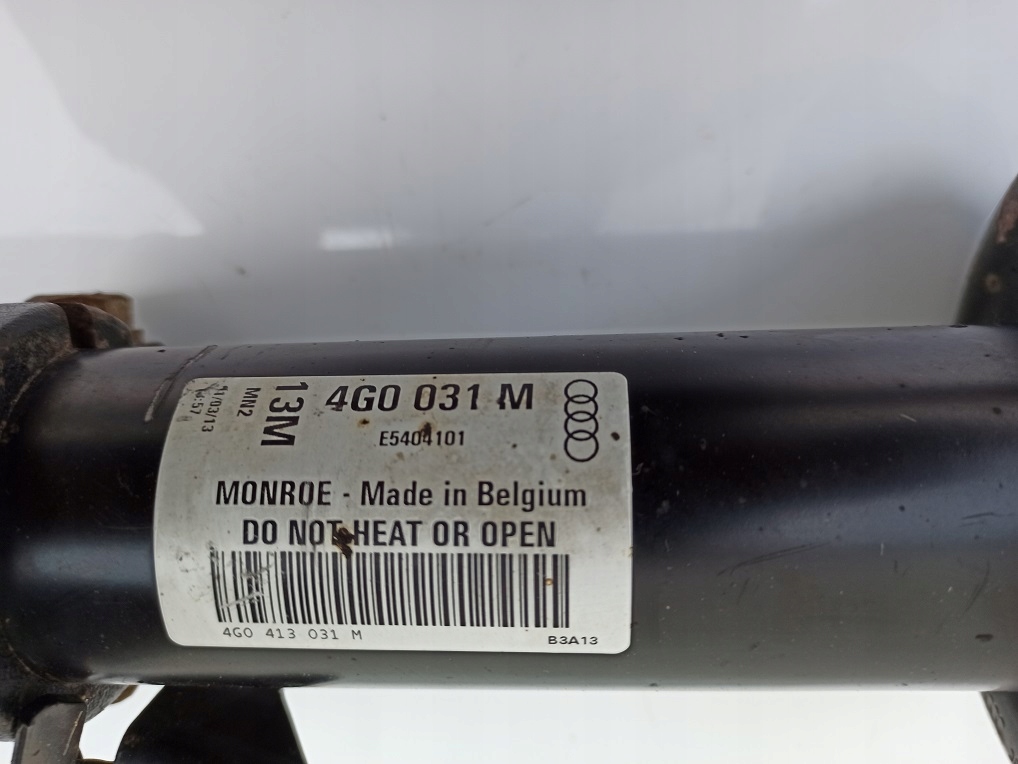 4G0 031 M
E5404101
13M
MN2
11/03/13
:57
MONROE - Made in Belgium
DO NOT HEAT OR OPEN
4G0 413 031 M
B3A13